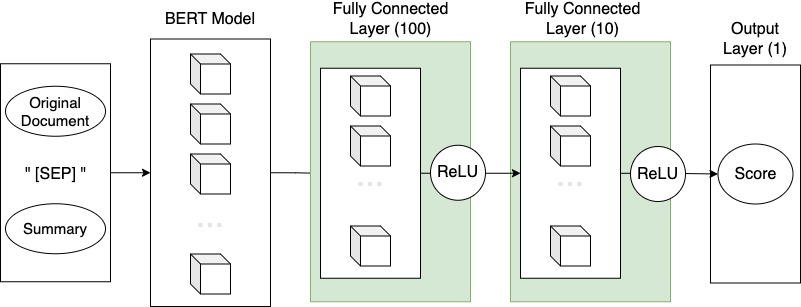 BERT Model
Fully Connected
Layer (100)
Fully Connected
Layer (10)
Output
Layer (1)
Original
Document
" [SEP] "
Summary
ReLU
ReLU
Score